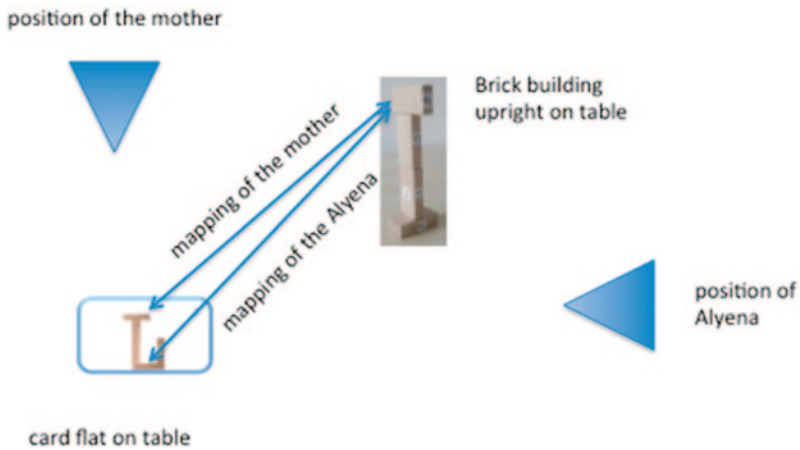 position of the mother
Brick building
upright on table
mapping of the mother
mapping of the Alyena
position of
Alyena
card flat on table